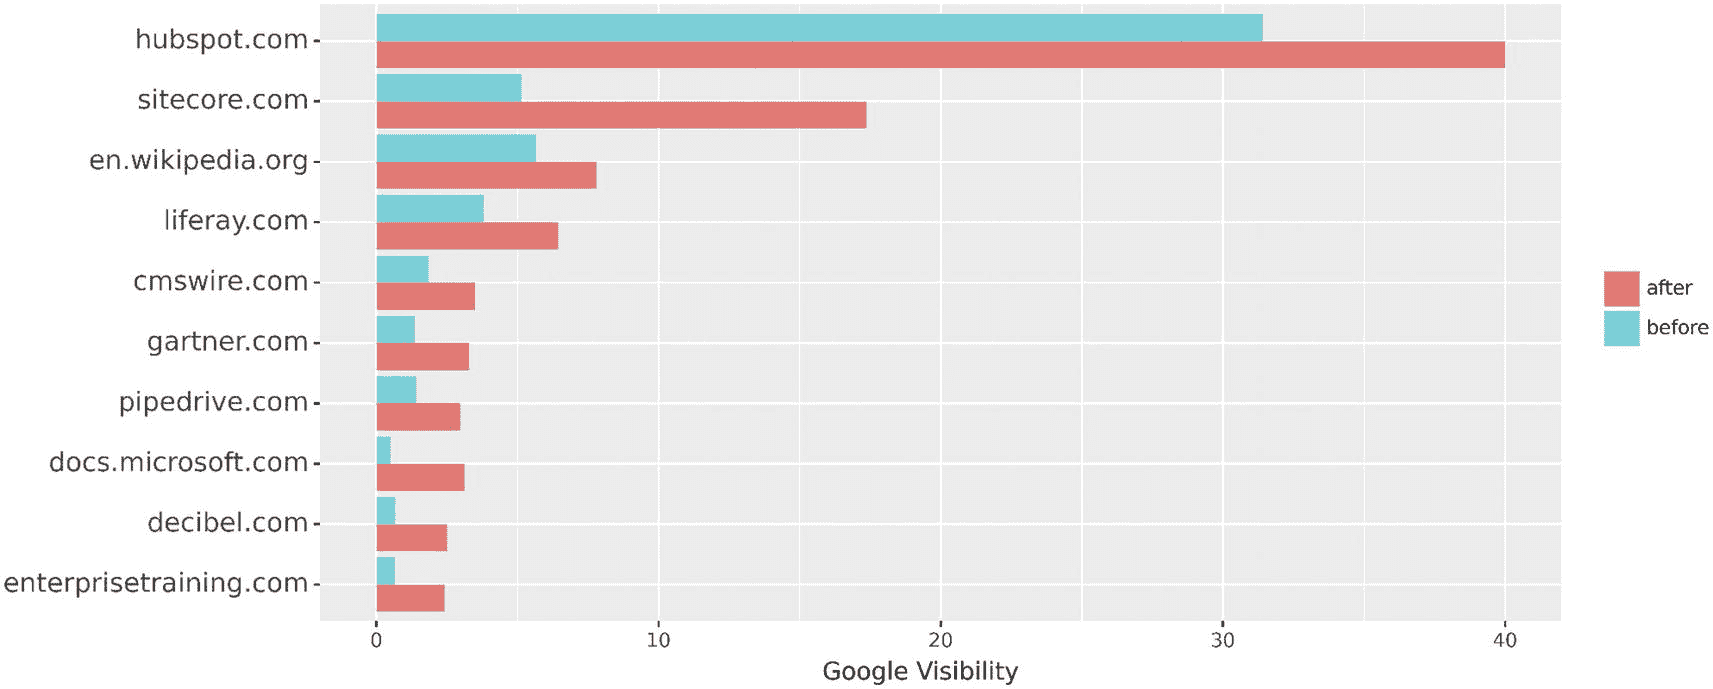 hubspot.com
sitecore.com
en.wikipedia.org
liferay.com
cmswire.com
gartner.com
pipedrive.com
docs.microsoft.com
decibel.com
enterprisetraining.com
after
before
0 10 20 30 40
Google Visibility